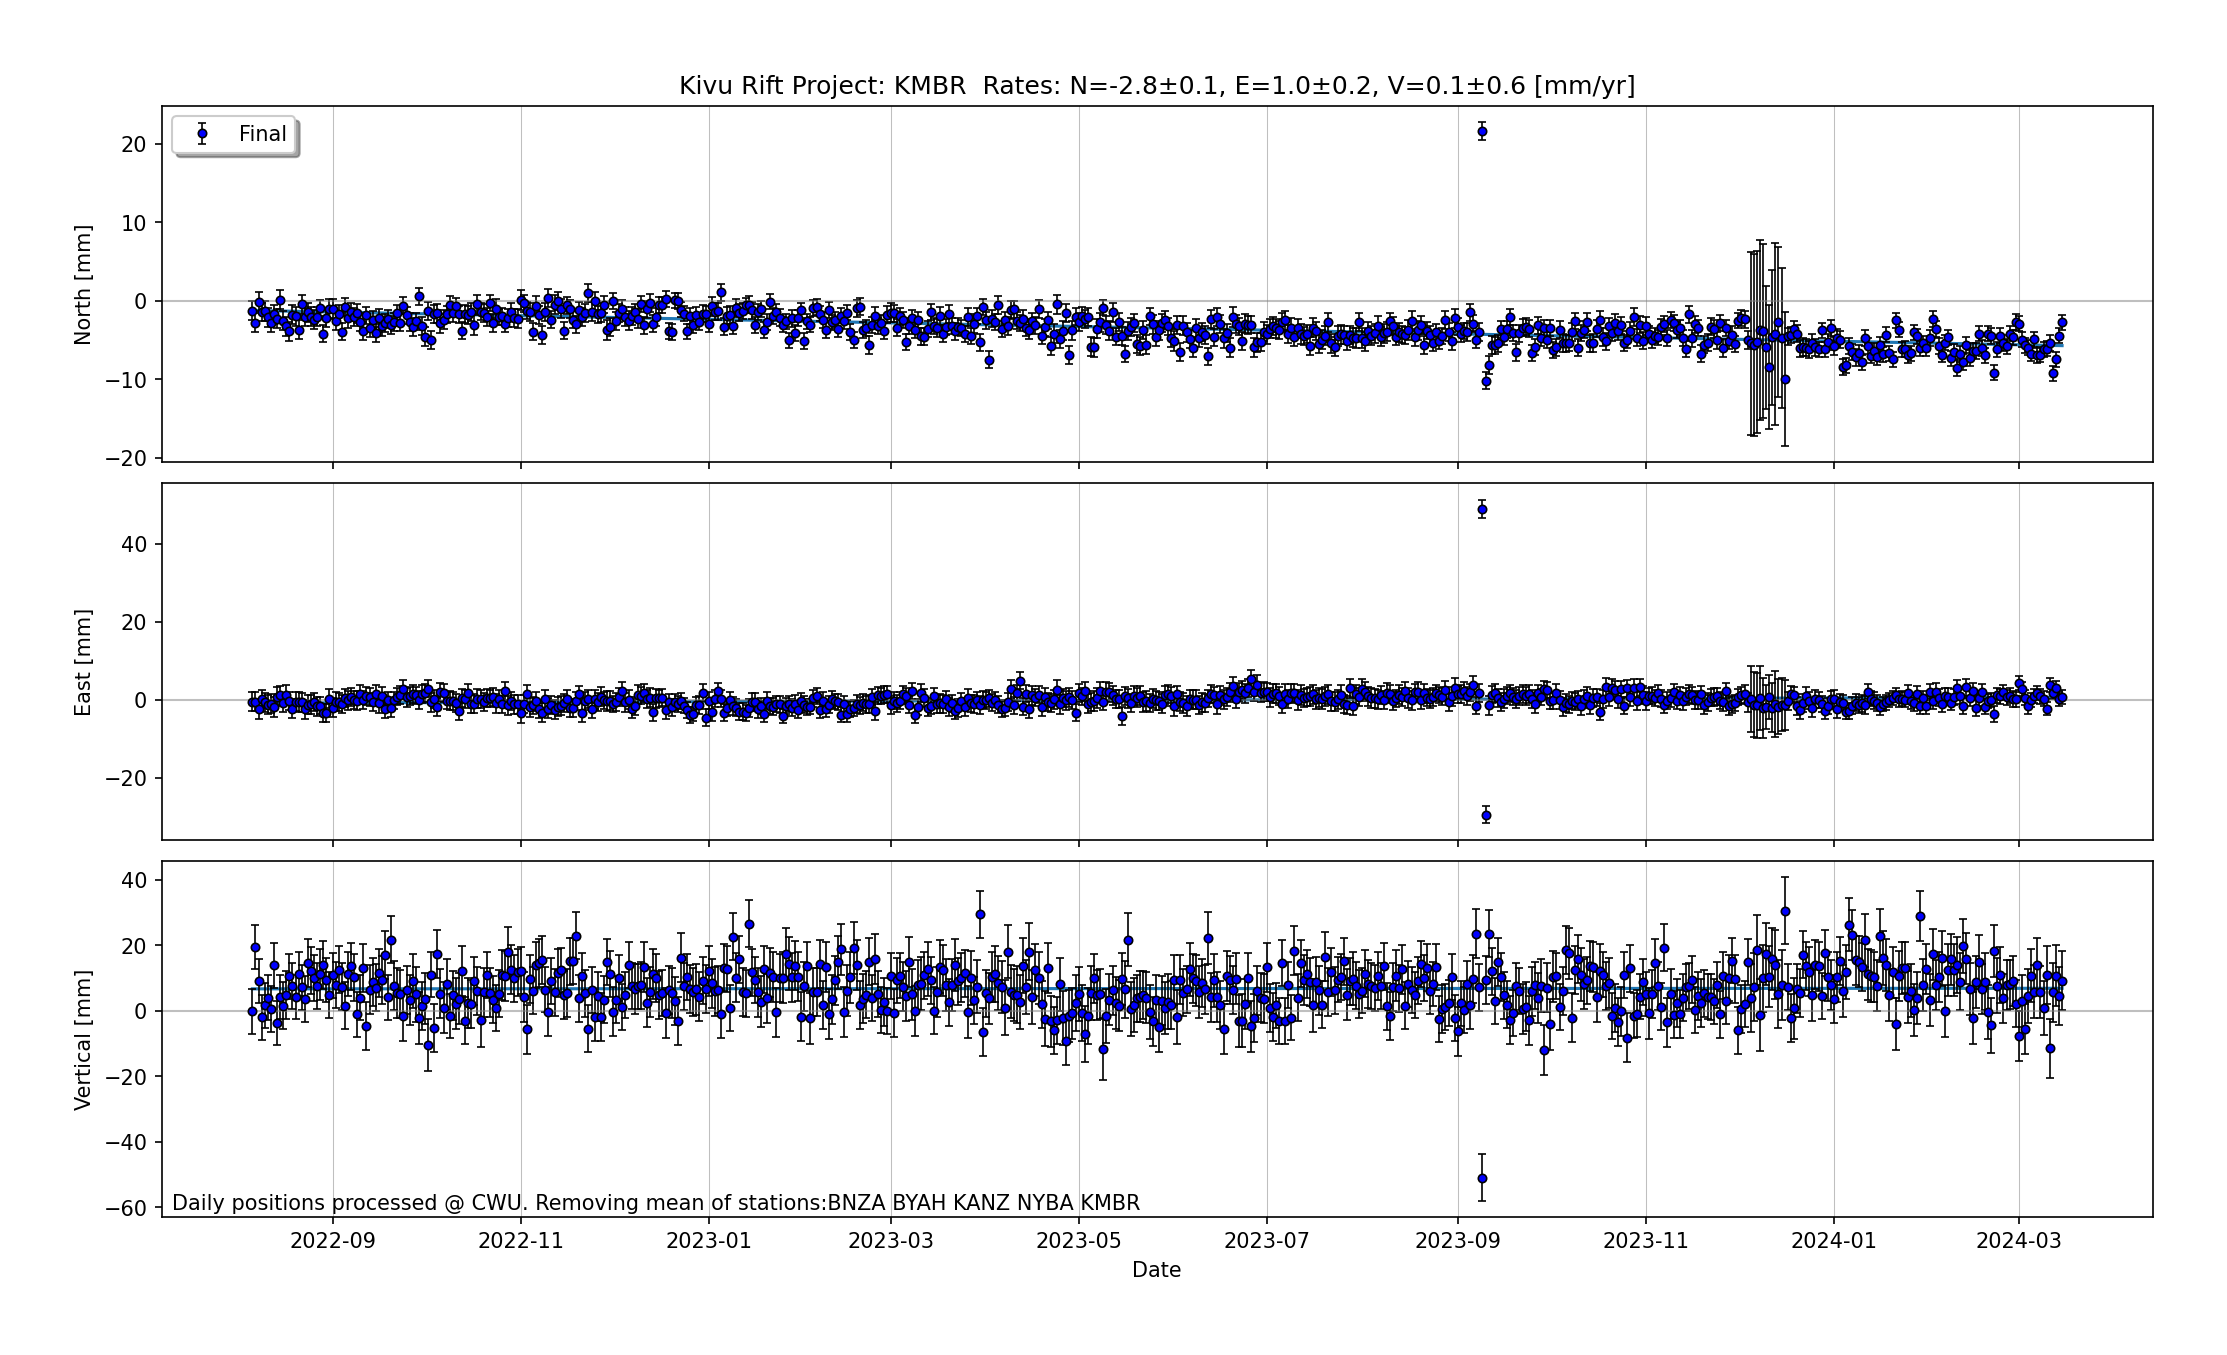 Kivu Rift Project: KMBR  Rates: N=-2.8±0.1, E=1.0±0.2, V=0.1±0.6 [mm/yr]
Final
North [mm]
20
10
0
−10
−20
East [mm]
40
20
0
−20
Vertical [mm]
40
20
0
−20
−40
−60
Daily positions processed @ CWU. Removing mean of stations:BNZA BYAH KANZ NYBA KMBR
2022-09 2022-11 2023-01 2023-03 2023-05 2023-07 2023-09 2023-11 2024-01 2024-03
Date